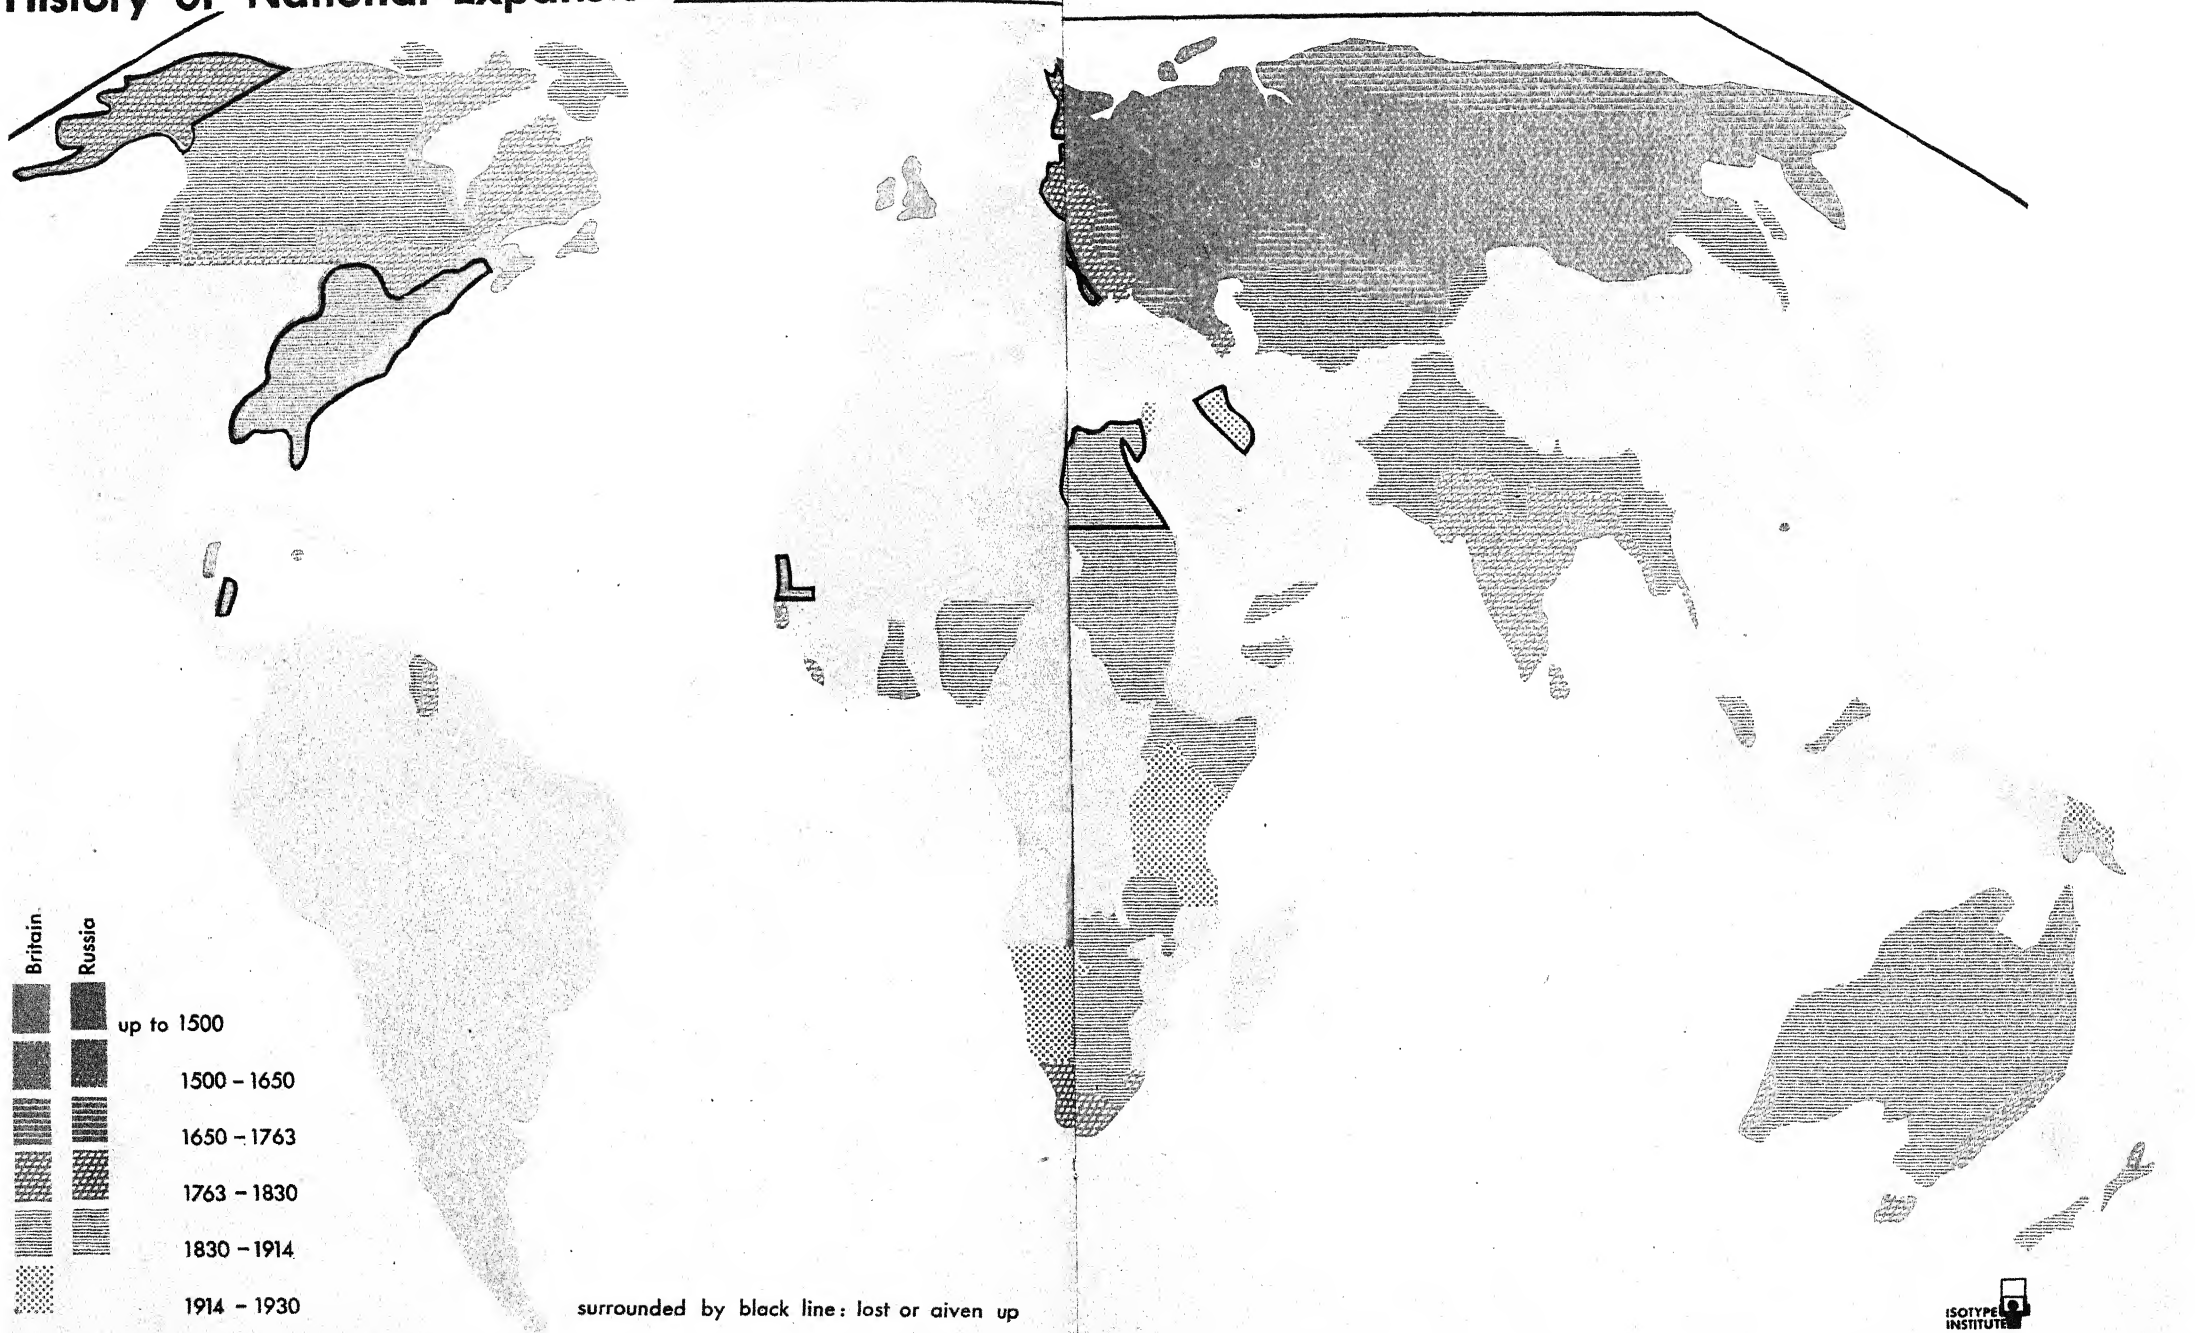 History of National Expansion
Britain
Russia
up to 1500
1500 – 1650
1650 – 1763
1763 – 1830
1830 – 1914
1914 – 1930
surrounded by black line: lost or aiven up
ISOTYPE
INSTITUTE